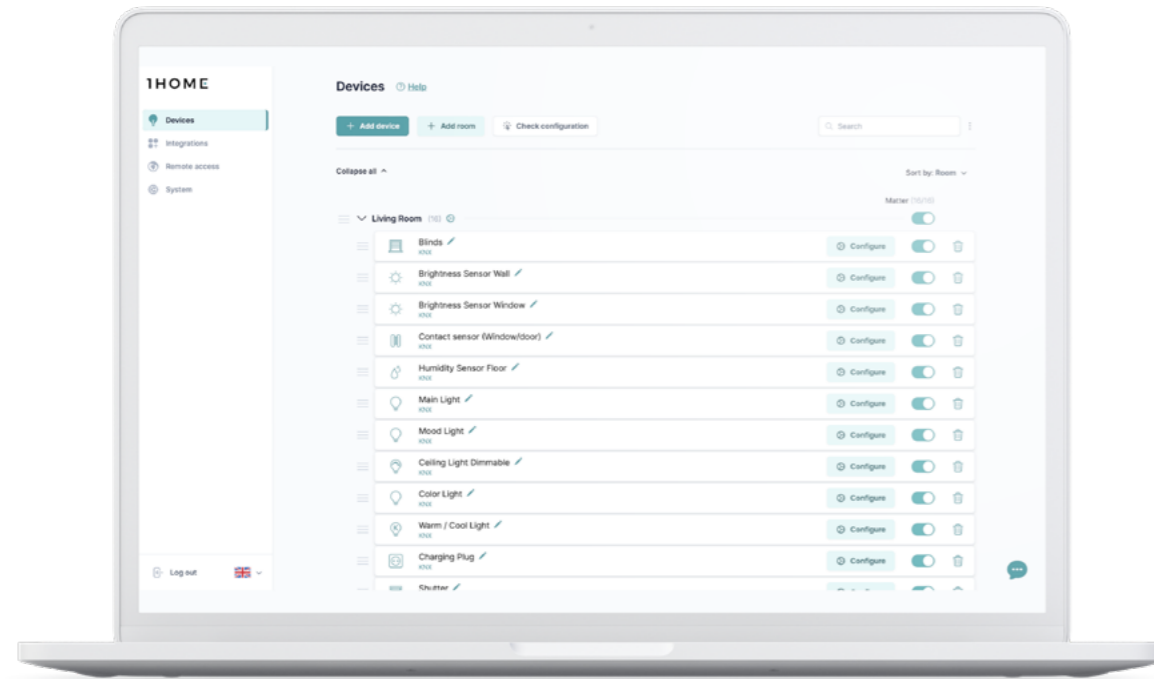 1HOME
Devices
Integrations
Remote access
System
Log out
Devices Help
+ Add device + Add room Check configuration Search
Collapse all Sort by: Room
Matter
Living Room
Blinds Configure
KNX
Brightness Sensor Wall Configure
KNX
Brightness Sensor Window Configure
KNX
Contact sensor (Window/door) Configure
KNX
Humidity Sensor Floor Configure
KNX
Main Light Configure
KNX
Mood Light Configure
KNX
Ceiling Light Dimmable Configure
KNX
Color Light Configure
KNX
Warm / Cool Light Configure
KNX
Charging Plug Configure
KNX
Shutter